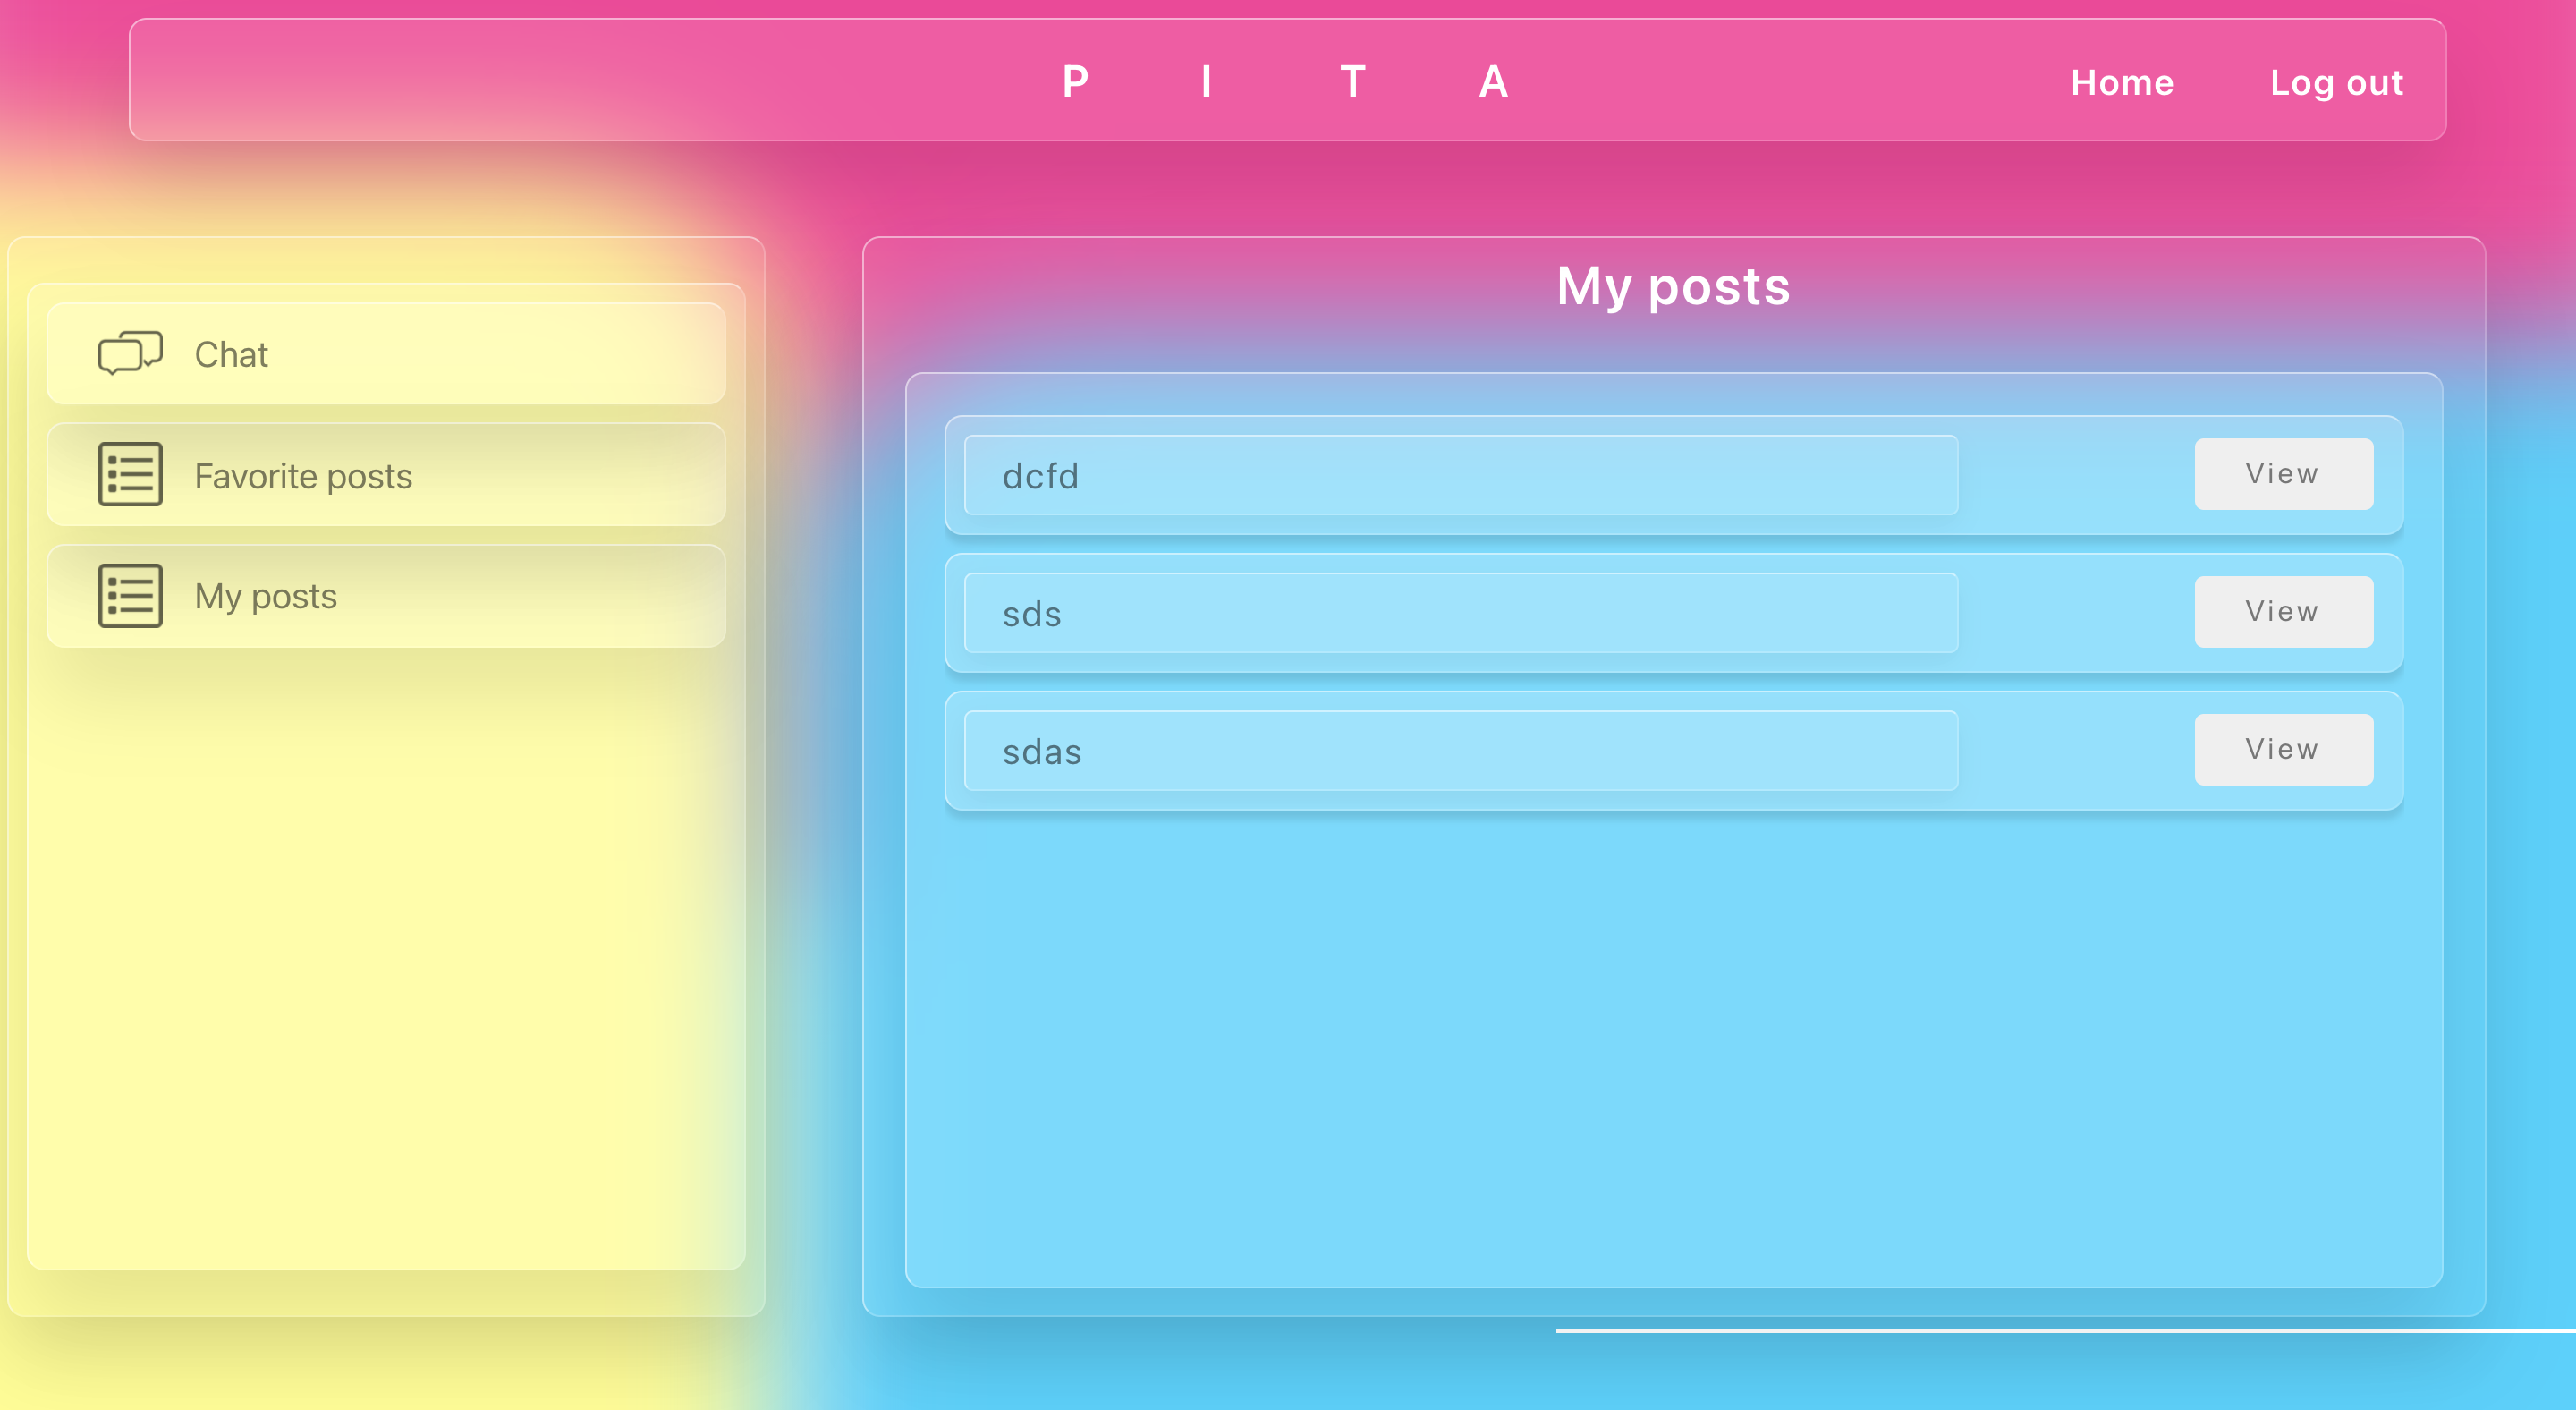 P I T A
Home
Log out
Chat
Favorite posts
My posts
My posts
dcfd
View
sds
View
sdas
View